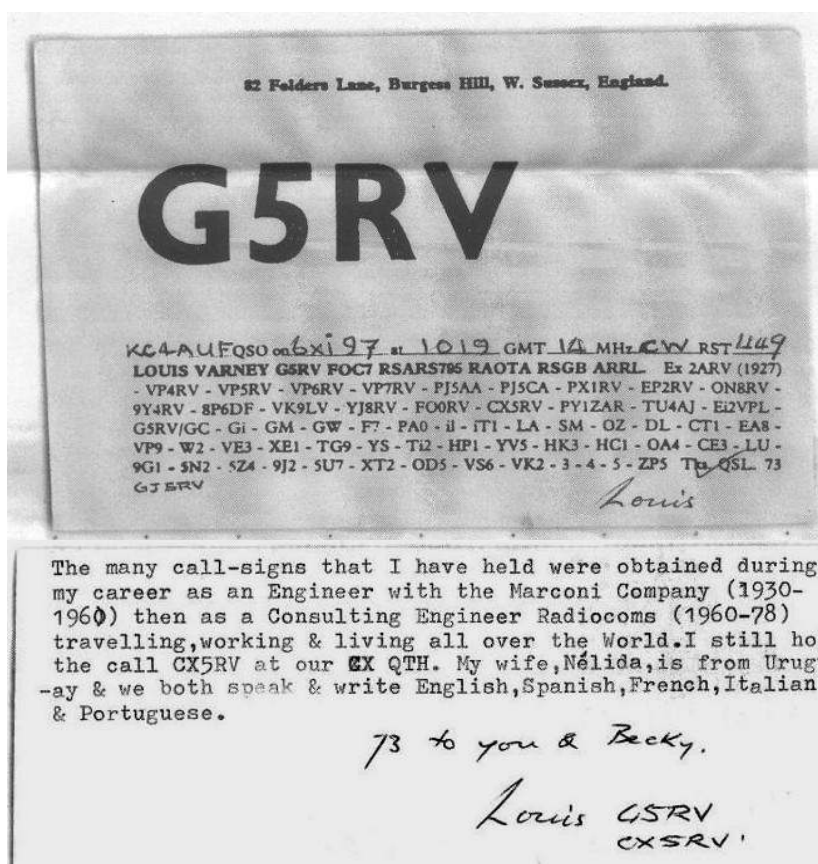 82 Folders Lane, Burgess Hill, W. Sussex, England.
G5RV
KC4AUF QSO on 6xi97 at 1019 GMT 14 MHz CW RST 449
LOUIS VARNEY G5RV FOC7 RSARS795 RAOTA RSGB ARRL. Ex 2ARV (1927)
- VP4RV - VP5RV - VP6RV - VP7RV - PJ5AA - PJ5CA - PX1RV - EP2RV - ON8RV -
9Y4RV - 8P6DF - VK9LV - YJ8RV - FO0RV - CX5RV - PY1ZAR - TU4AJ - Ei2VPL -
G5RV/GC - Gi - GM - GW - F7 - PA0 - iI - iT1 - LA - SM - OZ - DL - CT1 - EA8 -
VP9 - W2 - VE3 - XE1 - TG9 - YS - Ti2 - HP1 - YV5 - HK3 - HC1 - OA4 - CE3 - LU -
9G1 - 5N2 - 5Z4 - 9J2 - 5U7 - XT2 - OD5 - VS6 - VK2 - 3 - 4 - 5 - ZP5 Tks. QSL. 73
GJ5RV
Louis
The many call-signs that I have held were obtained during
my career as an Engineer with the Marconi Company (1930-
1960) then as a Consulting Engineer Radiocoms (1960-78)
travelling,working & living all over the World.I still ho
the call CX5RV at our CX QTH. My wife,Nélida,is from Urug
-ay & we both speak & write English,Spanish,French,Italian
& Portuguese.
73 to you & Becky.
Louis G5RV
CX5RV.